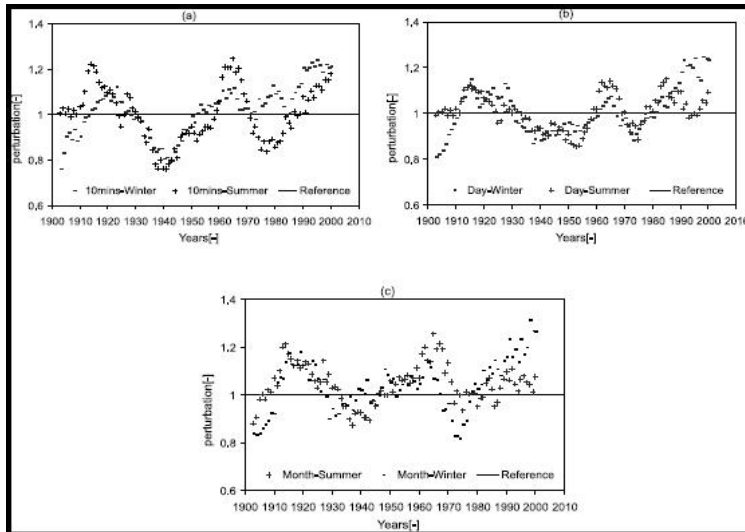 (a)
1,4
1,2
1
0,8
0,6
perturbation[-]
10mins-Winter 10mins-Summer Reference
1900 1910 1920 1930 1940 1950 1960 1970 1980 1990 2000 2010
Years[-]
(b)
1,4
1,2
1
0,8
0,6
perturbation[-]
Day-Winter Day-Summer Reference
1900 1910 1920 1930 1940 1950 1960 1970 1980 1990 2000 2010
Years[-]
(c)
1.4
1.2
1
0.8
0.6
perturbation[-]
Month-Summer Month-Winter Reference
1900 1910 1920 1930 1940 1950 1960 1970 1980 1990 2000 2010
Years[-]